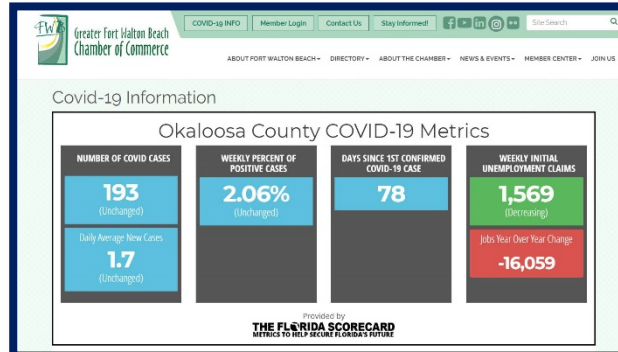 FWB
Greater Fort Walton Beach
Chamber of Commerce
COVID-19 INFO
Member Login
Contact Us
Stay Informed!
Site Search
ABOUT FORT WALTON BEACH
DIRECTORY
ABOUT THE CHAMBER
NEWS & EVENTS
MEMBER CENTER
JOIN US
Covid-19 Information
Okaloosa County COVID-19 Metrics
NUMBER OF COVID CASES
193
(Unchanged)
Daily Average New Cases
1.7
(Unchanged)
WEEKLY PERCENT OF
POSITIVE CASES
2.06%
(Unchanged)
DAYS SINCE 1ST CONFIRMED
COVID-19 CASE
78
WEEKLY INITIAL
UNEMPLOYMENT CLAIMS
1,569
(Decreasing)
Jobs Year Over Year Change
-16,059
Provided by
THE FLORIDA SCORECARD
METRICS TO HELP SECURE FLORIDA'S FUTURE